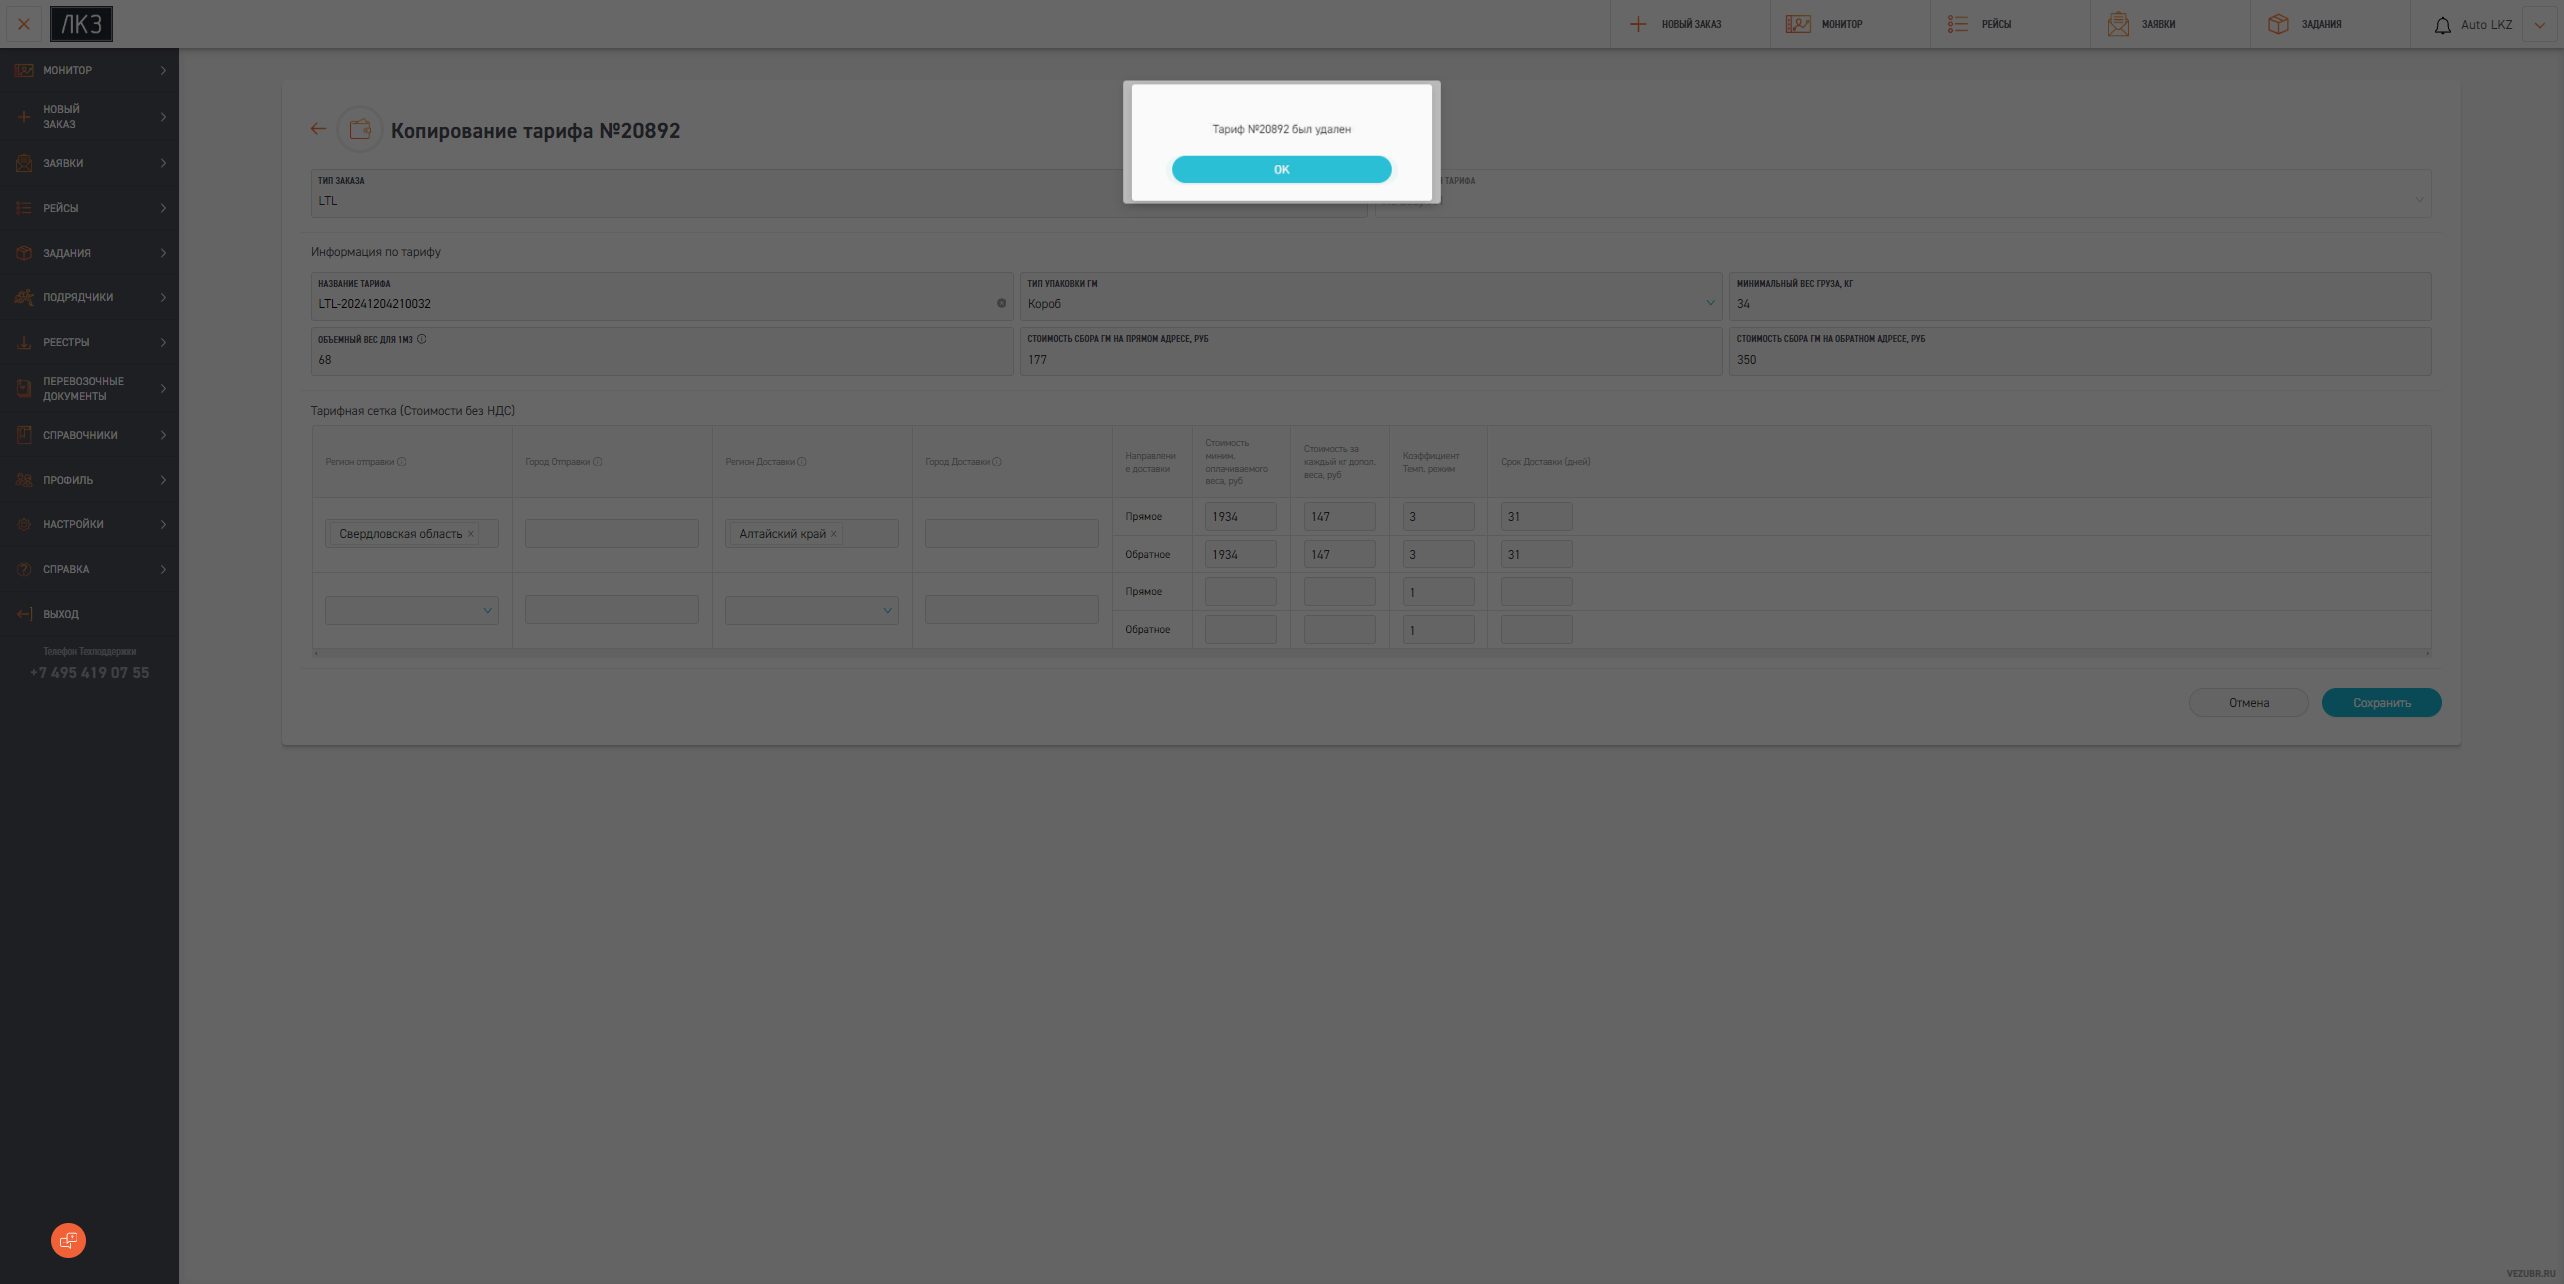 ЛКЗ
НОВЫЙ ЗАКАЗ
МОНИТОР
РЕЙСЫ
ЗАЯВКИ
ЗАДАНИЯ
Auto LKZ
МОНИТОР
НОВЫЙ
ЗАКАЗ
ЗАЯВКИ
РЕЙСЫ
ЗАДАНИЯ
ПОДРЯДЧИКИ
РЕЕСТРЫ
ПЕРЕВОЗОЧНЫЕ
ДОКУМЕНТЫ
СПРАВОЧНИКИ
ПРОФИЛЬ
НАСТРОЙКИ
СПРАВКА
ВЫХОД
Телефон Техподдержки
+7 495 419 07 55
Тариф №20892 был удален
OK
Копирование тарифа №20892
ТИП ЗАКАЗА
LTL
ТАРИФА
Информация по тарифу
НАЗВАНИЕ ТАРИФА
LTL-20241204210032
ТИП УПАКОВКИ ГМ
Короб
МИНИМАЛЬНЫЙ ВЕС ГРУЗА, КГ
34
ОБЪЕМНЫЙ ВЕС ДЛЯ 1М3
68
СТОИМОСТЬ СБОРА ГМ НА ПРЯМОМ АДРЕСЕ, РУБ
177
СТОИМОСТЬ СБОРА ГМ НА ОБРАТНОМ АДРЕСЕ, РУБ
350
Тарифная сетка (Стоимости без НДС)
Регион отправки
Город Отправки
Регион Доставки
Город Доставки
Направлени
е доставки
Стоимость
миним.
оплачиваемого
веса, руб
Стоимость за
каждый кг допол.
веса, руб
Коэффициент
Темп. режим
Срок Доставки (дней)
Свердловская область
Алтайский край
Прямое
1934
147
3
31
Обратное
1934
147
3
31
Прямое
1
Обратное
1
Отмена
Сохранить
VEZUBR.RU